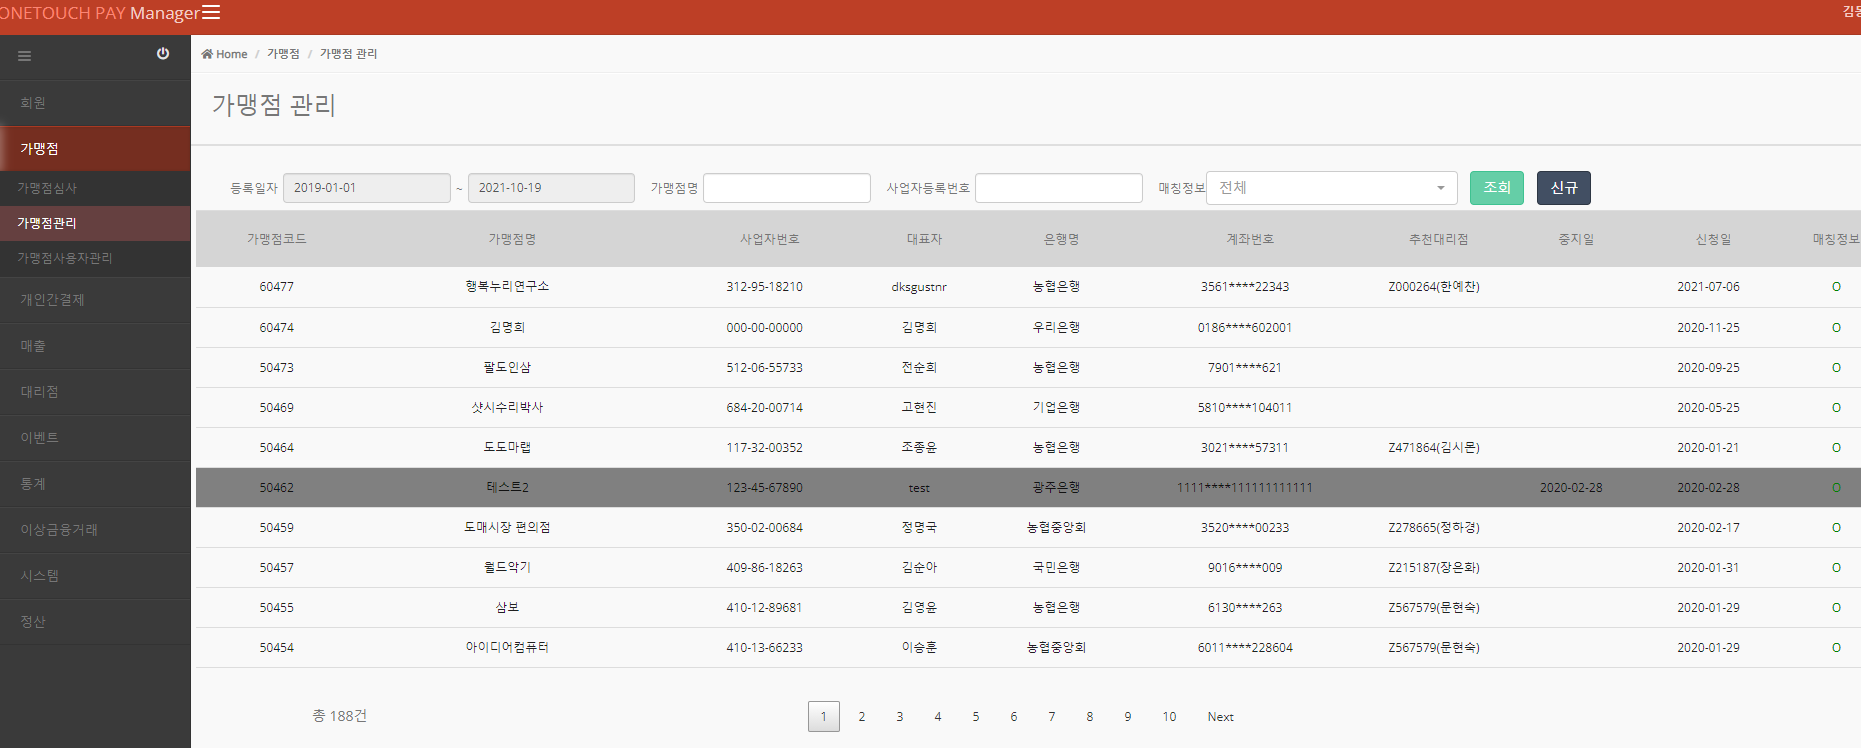 ONETOUCH PAY Manager 김동
Home / 가맹점 / 가맹점 관리
회원
가맹점
가맹점심사
가맹점관리
가맹점사용자관리
개인간결제
매출
대리점
이벤트
통계
이상금융거래
시스템
정산
가맹점 관리
등록일자 2019-01-01 ~ 2021-10-19 가맹점명 사업자등록번호 매칭정보 전체 조회 신규
가맹점코드 가맹점명 사업자번호 대표자 은행명 계좌번호 추천대리점 중지일 신청일 매칭정보
60477 행복누리연구소 312-95-18210 dksgustnr 농협은행 3561****22343 Z000264(한예찬) 2021-07-06 O
60474 김명희 000-00-00000 김명희 우리은행 0186****602001 2020-11-25 O
50473 팔도인삼 512-06-55733 전순희 농협은행 7901****621 2020-09-25 O
50469 샷시수리박사 684-20-00714 고현진 기업은행 5810****104011 2020-05-25 O
50464 도도마랩 117-32-00352 조종윤 농협은행 3021****57311 Z471864(김시몬) 2020-01-21 O
50462 테스트2 123-45-67890 test 광주은행 1111****111111111111 2020-02-28 2020-02-28 O
50459 도매시장 편의점 350-02-00684 정명국 농협중앙회 3520****00233 Z278665(정하경) 2020-02-17 O
50457 월드악기 409-86-18263 김순아 국민은행 9016****009 Z215187(장은화) 2020-01-31 O
50455 삼보 410-12-89681 김영윤 농협은행 6130****263 Z567579(문현숙) 2020-01-29 O
50454 아이디어컴퓨터 410-13-66233 이승훈 농협중앙회 6011****228604 Z567579(문현숙) 2020-01-29 O
총 188건 1 2 3 4 5 6 7 8 9 10 Next